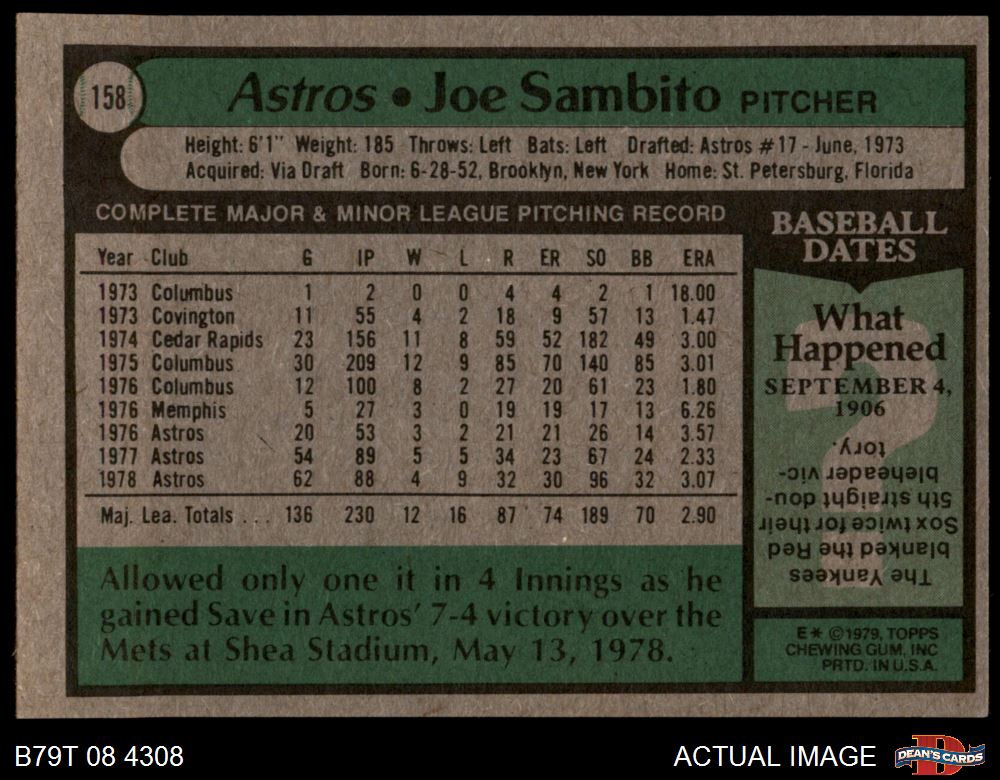 158
Astros • Joe Sambito PITCHER
Height: 6'1" Weight: 185 Throws: Left Bats: Left Drafted: Astros #17 - June, 1973
Acquired: Via Draft Born: 6-28-52, Brooklyn, New York Home: St. Petersburg, Florida
COMPLETE MAJOR & MINOR LEAGUE PITCHING RECORD
Year Club G IP W L R ER SO BB ERA
1973 Columbus 1 2 0 0 4 4 2 1 18.00
1973 Covington 11 55 4 2 18 9 57 13 1.47
1974 Cedar Rapids 23 156 11 8 59 52 182 49 3.00
1975 Columbus 30 209 12 9 85 70 140 85 3.01
1976 Columbus 12 100 8 2 27 20 61 23 1.80
1976 Memphis 5 27 3 0 19 19 17 13 6.26
1976 Astros 20 53 3 2 21 21 26 14 3.57
1977 Astros 54 89 5 5 34 23 67 24 2.33
1978 Astros 62 88 4 9 32 30 96 32 3.07
Maj. Lea. Totals ... 136 230 12 16 87 74 189 70 2.90
Allowed only one it in 4 Innings as he
gained Save in Astros' 7-4 victory over the
Mets at Shea Stadium, May 13, 1978.
BASEBALL
DATES
What
Happened
SEPTEMBER 4,
1906
The Yankees
blanked the Red
Sox twice for their
5th straight dou-
bleheader vic-
tory.
E* ©1979, TOPPS
CHEWING GUM, INC
PRTD. IN U.S.A.
B79T 08 4308
ACTUAL IMAGE
DEAN'S CARDS